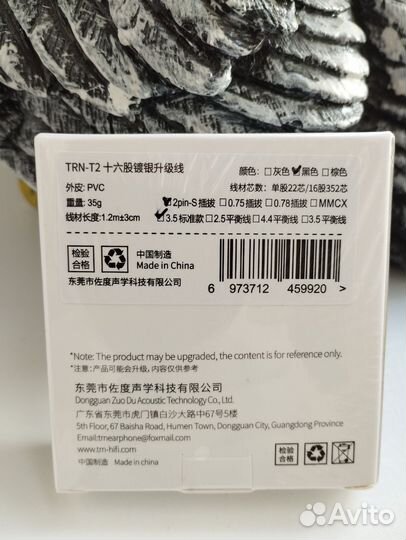 TRN-T2 十六股镀银升级线 颜色: □灰色 ☑黑色 □棕色
外皮: PVC 线材芯数: 单股22芯/16股352芯
重量: 35g ☑2pin-S插拔 □0.75插拔 □0.78插拔 □MMCX
线材长度:1.2m±3cm ☑3.5标准款□2.5平衡线□4.4平衡线□3.5平衡线
检验
合格
中国制造
Made in China
东莞市佐度声学科技有限公司
6 973712 459920 >
*Note: The product may be upgraded, the content is for reference only.
*注意: 产品可能会升级, 内容仅供参考
东莞市佐度声学科技有限公司
Dongguan Zuo Du Acoustic Technology Co., Ltd.
广东省东莞市虎门镇白沙大中67号5楼
5th Floor, 67 Baisha Road, Humen Town, Dongguan City, Guangdong Province
Email:trnearphone@foxmail.com
www.trn-hifi.com
中国制造 Made in China
检验
合格
Avito